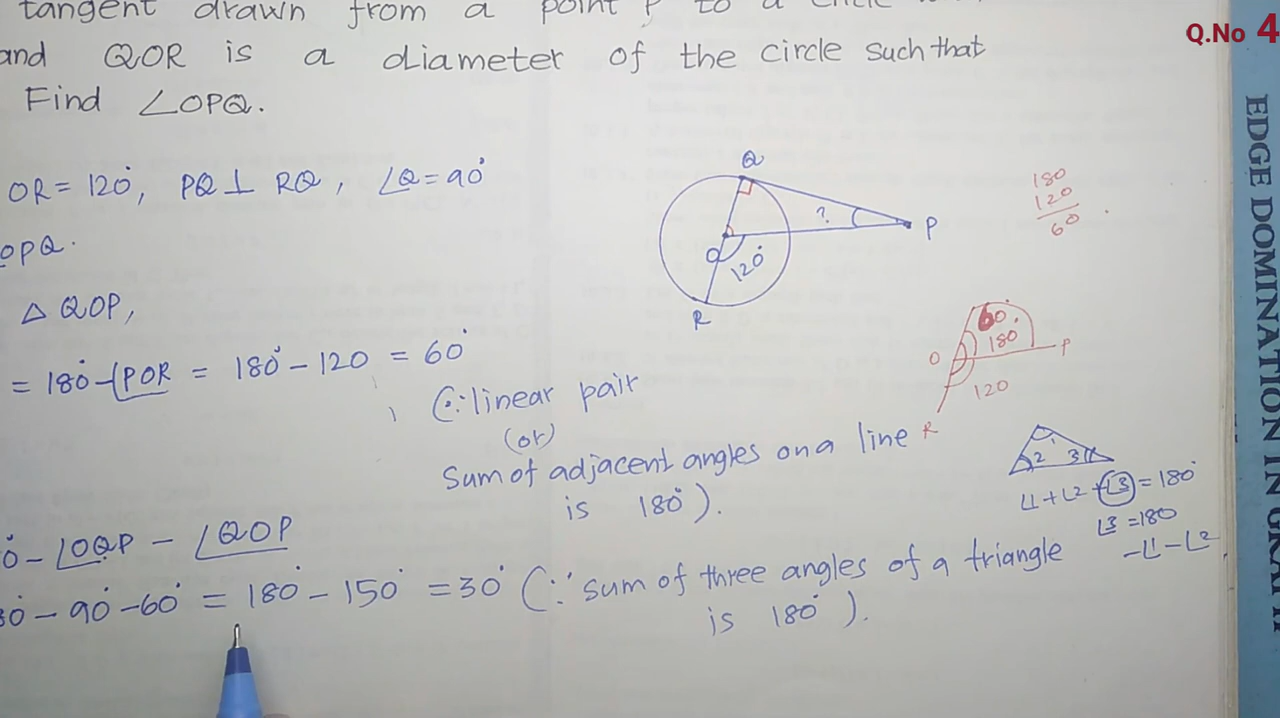 tangent drawn from a point P to a circle
and QOR is a diameter of the circle such that
Find ∠OPQ.
OR = 120°, PQ ⊥ RQ, ∠Q = 90°
OPQ.
△ QOP,
= 180° - ∠POR = 180° - 120 = 60°
(∵ linear pair
(or)
Sum of adjacent angles on a line
is 180°).
0° - ∠OQP - ∠QOP
80° - 90° - 60° = 180° - 150° = 30° (∵ sum of three angles of a triangle
is 180°).
Q
?
P
O
120°
R
180
120
60
60°
180°
O
P
120
R
1
2 3
∠1 + ∠2 + ∠3 = 180°
∠3 = 180
- ∠1 - ∠2
Q.No 4
EDGE DOMINATION IN GRAPH